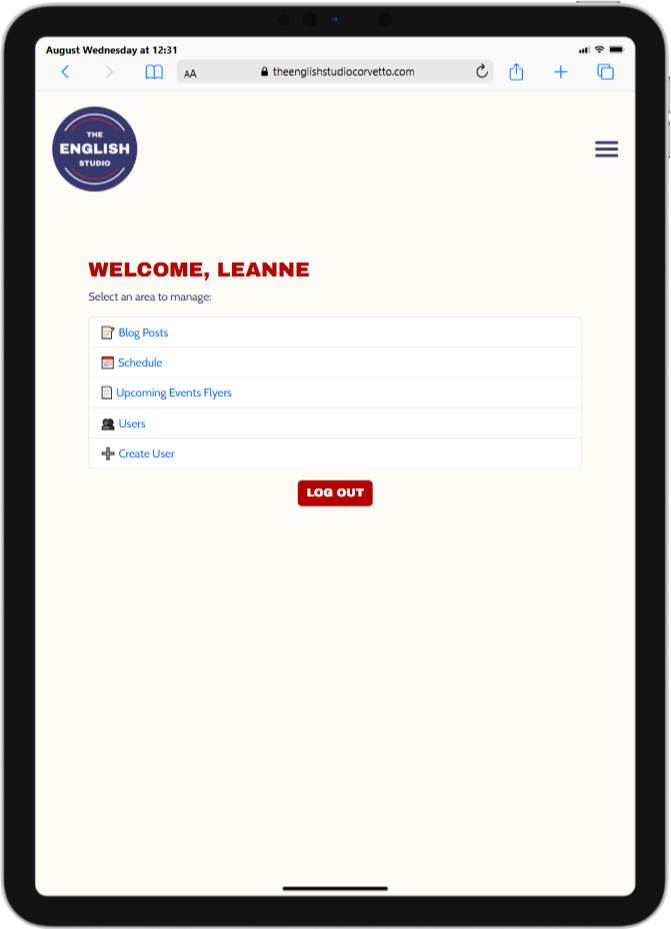 August Wednesday at 12:31
AA theenglishstudiocorvetto.com
THE
ENGLISH
STUDIO
WELCOME, LEANNE
Select an area to manage:
Blog Posts
Schedule
Upcoming Events Flyers
Users
Create User
LOG OUT